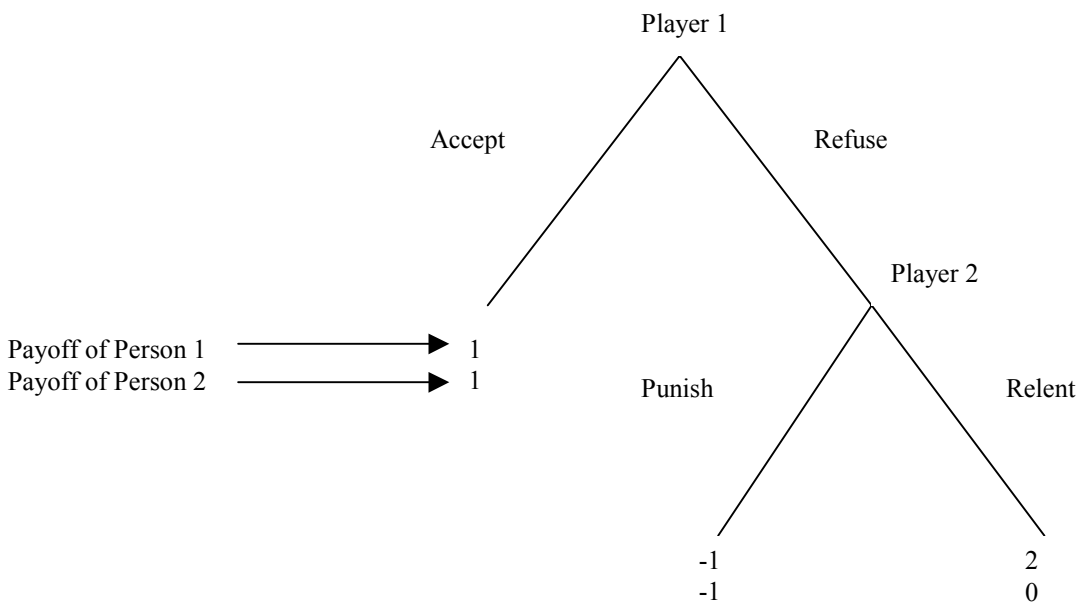 Player 1
Accept
Refuse
Player 2
Payoff of Person 1
1
Payoff of Person 2
1
Punish
Relent
-1
2
-1
0